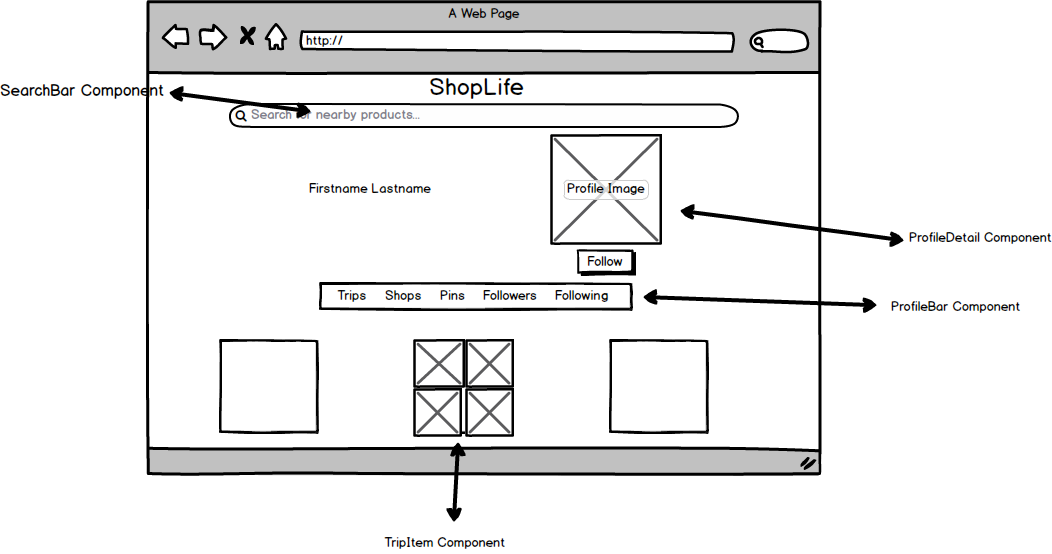 A Web Page
http://
SearchBar Component
ShopLife
Search for nearby products...
Firstname Lastname
Profile Image
ProfileDetail Component
Follow
Trips Shops Pins Followers Following
ProfileBar Component
TripItem Component